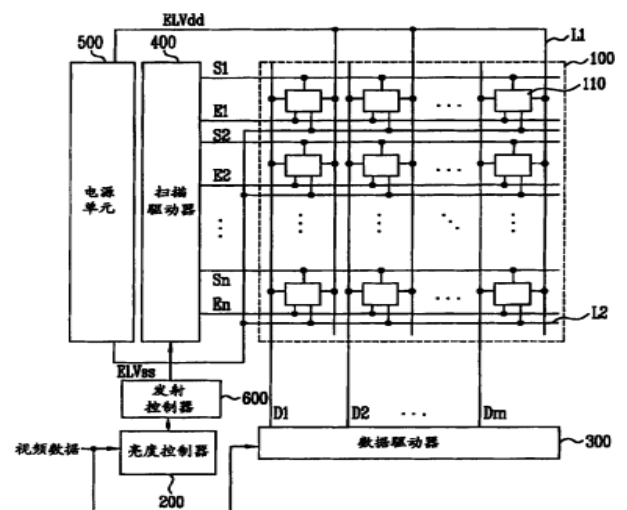 ELVdd
500
400
L1
100
S1
110
E1
S2
E2
电源
单元
扫描
驱动器
Sn
En
L2
ELVss
发射
控制器
600
D1
D2
...
Dm
视频数据
亮度控制器
数据驱动器
300
200